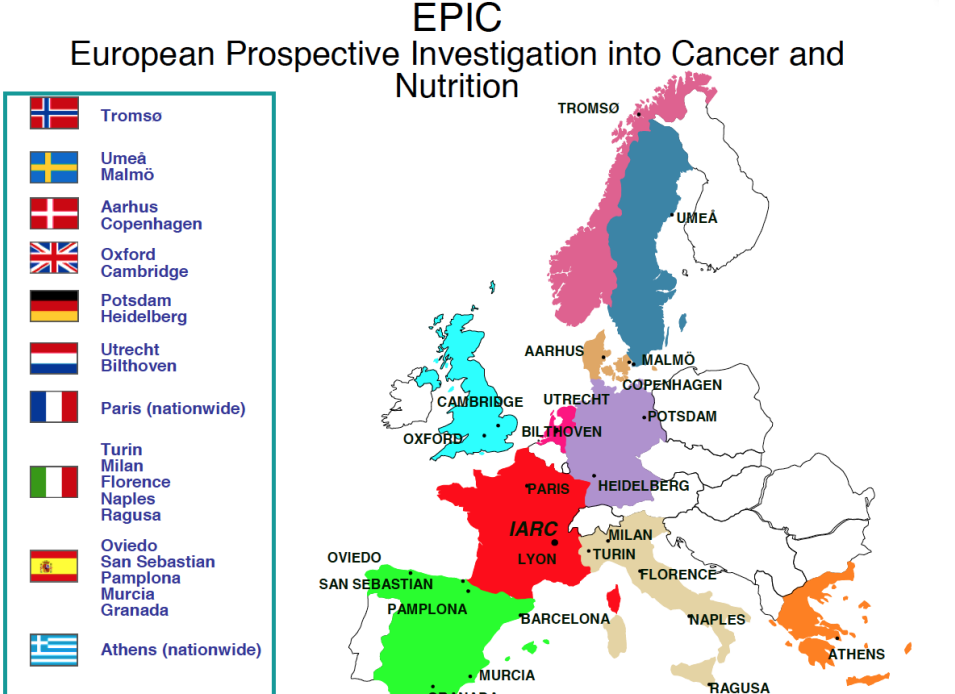 EPIC
European Prospective Investigation into Cancer and
Nutrition
Tromsø
Umeå
Malmö
Aarhus
Copenhagen
Oxford
Cambridge
Potsdam
Heidelberg
Utrecht
Bilthoven
Paris (nationwide)
Turin
Milan
Florence
Naples
Ragusa
Oviedo
San Sebastian
Pamplona
Murcia
Granada
Athens (nationwide)
TROMSØ
UMEÅ
AARHUS
MALMÖ
COPENHAGEN
UTRECHT
CAMBRIDGE
POTSDAM
BILTHOVEN
OXFORD
HEIDELBERG
PARIS
IARC
MILAN
TURIN
LYON
OVIEDO
FLORENCE
SAN SEBASTIAN
PAMPLONA
BARCELONA
NAPLES
ATHENS
MURCIA
RAGUSA
GRANADA